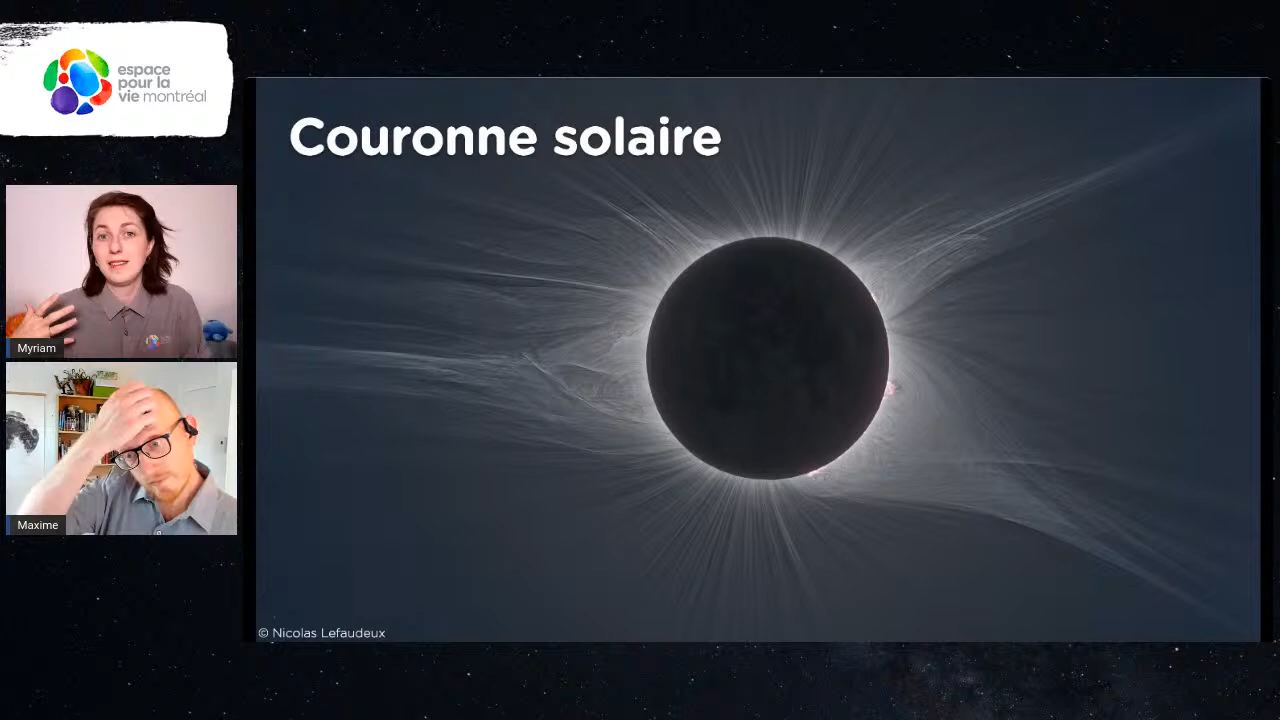 espace
pour la
vie montréal
Couronne solaire
Myriam
Maxime
© Nicolas Lefaudeux